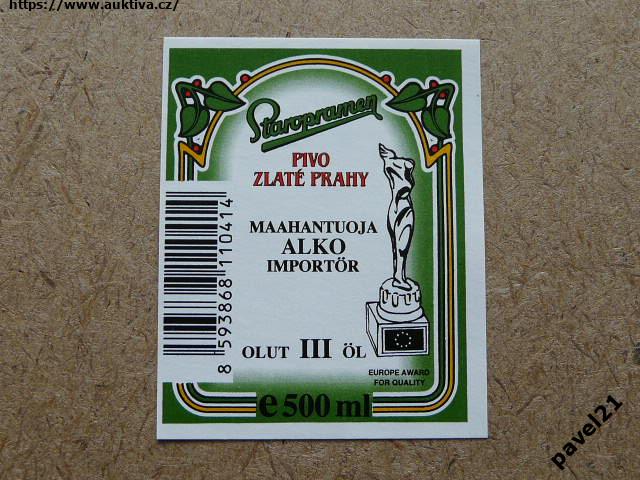 https://www.auktiva.cz/
Staropramen
PIVO
ZLATÉ PRAHY
MAAHANTUOJA
ALKO
IMPORTÖR
8 593868 110414
OLUT III ÖL
EUROPE AWARD
FOR QUALITY
e 500 ml
pavel21